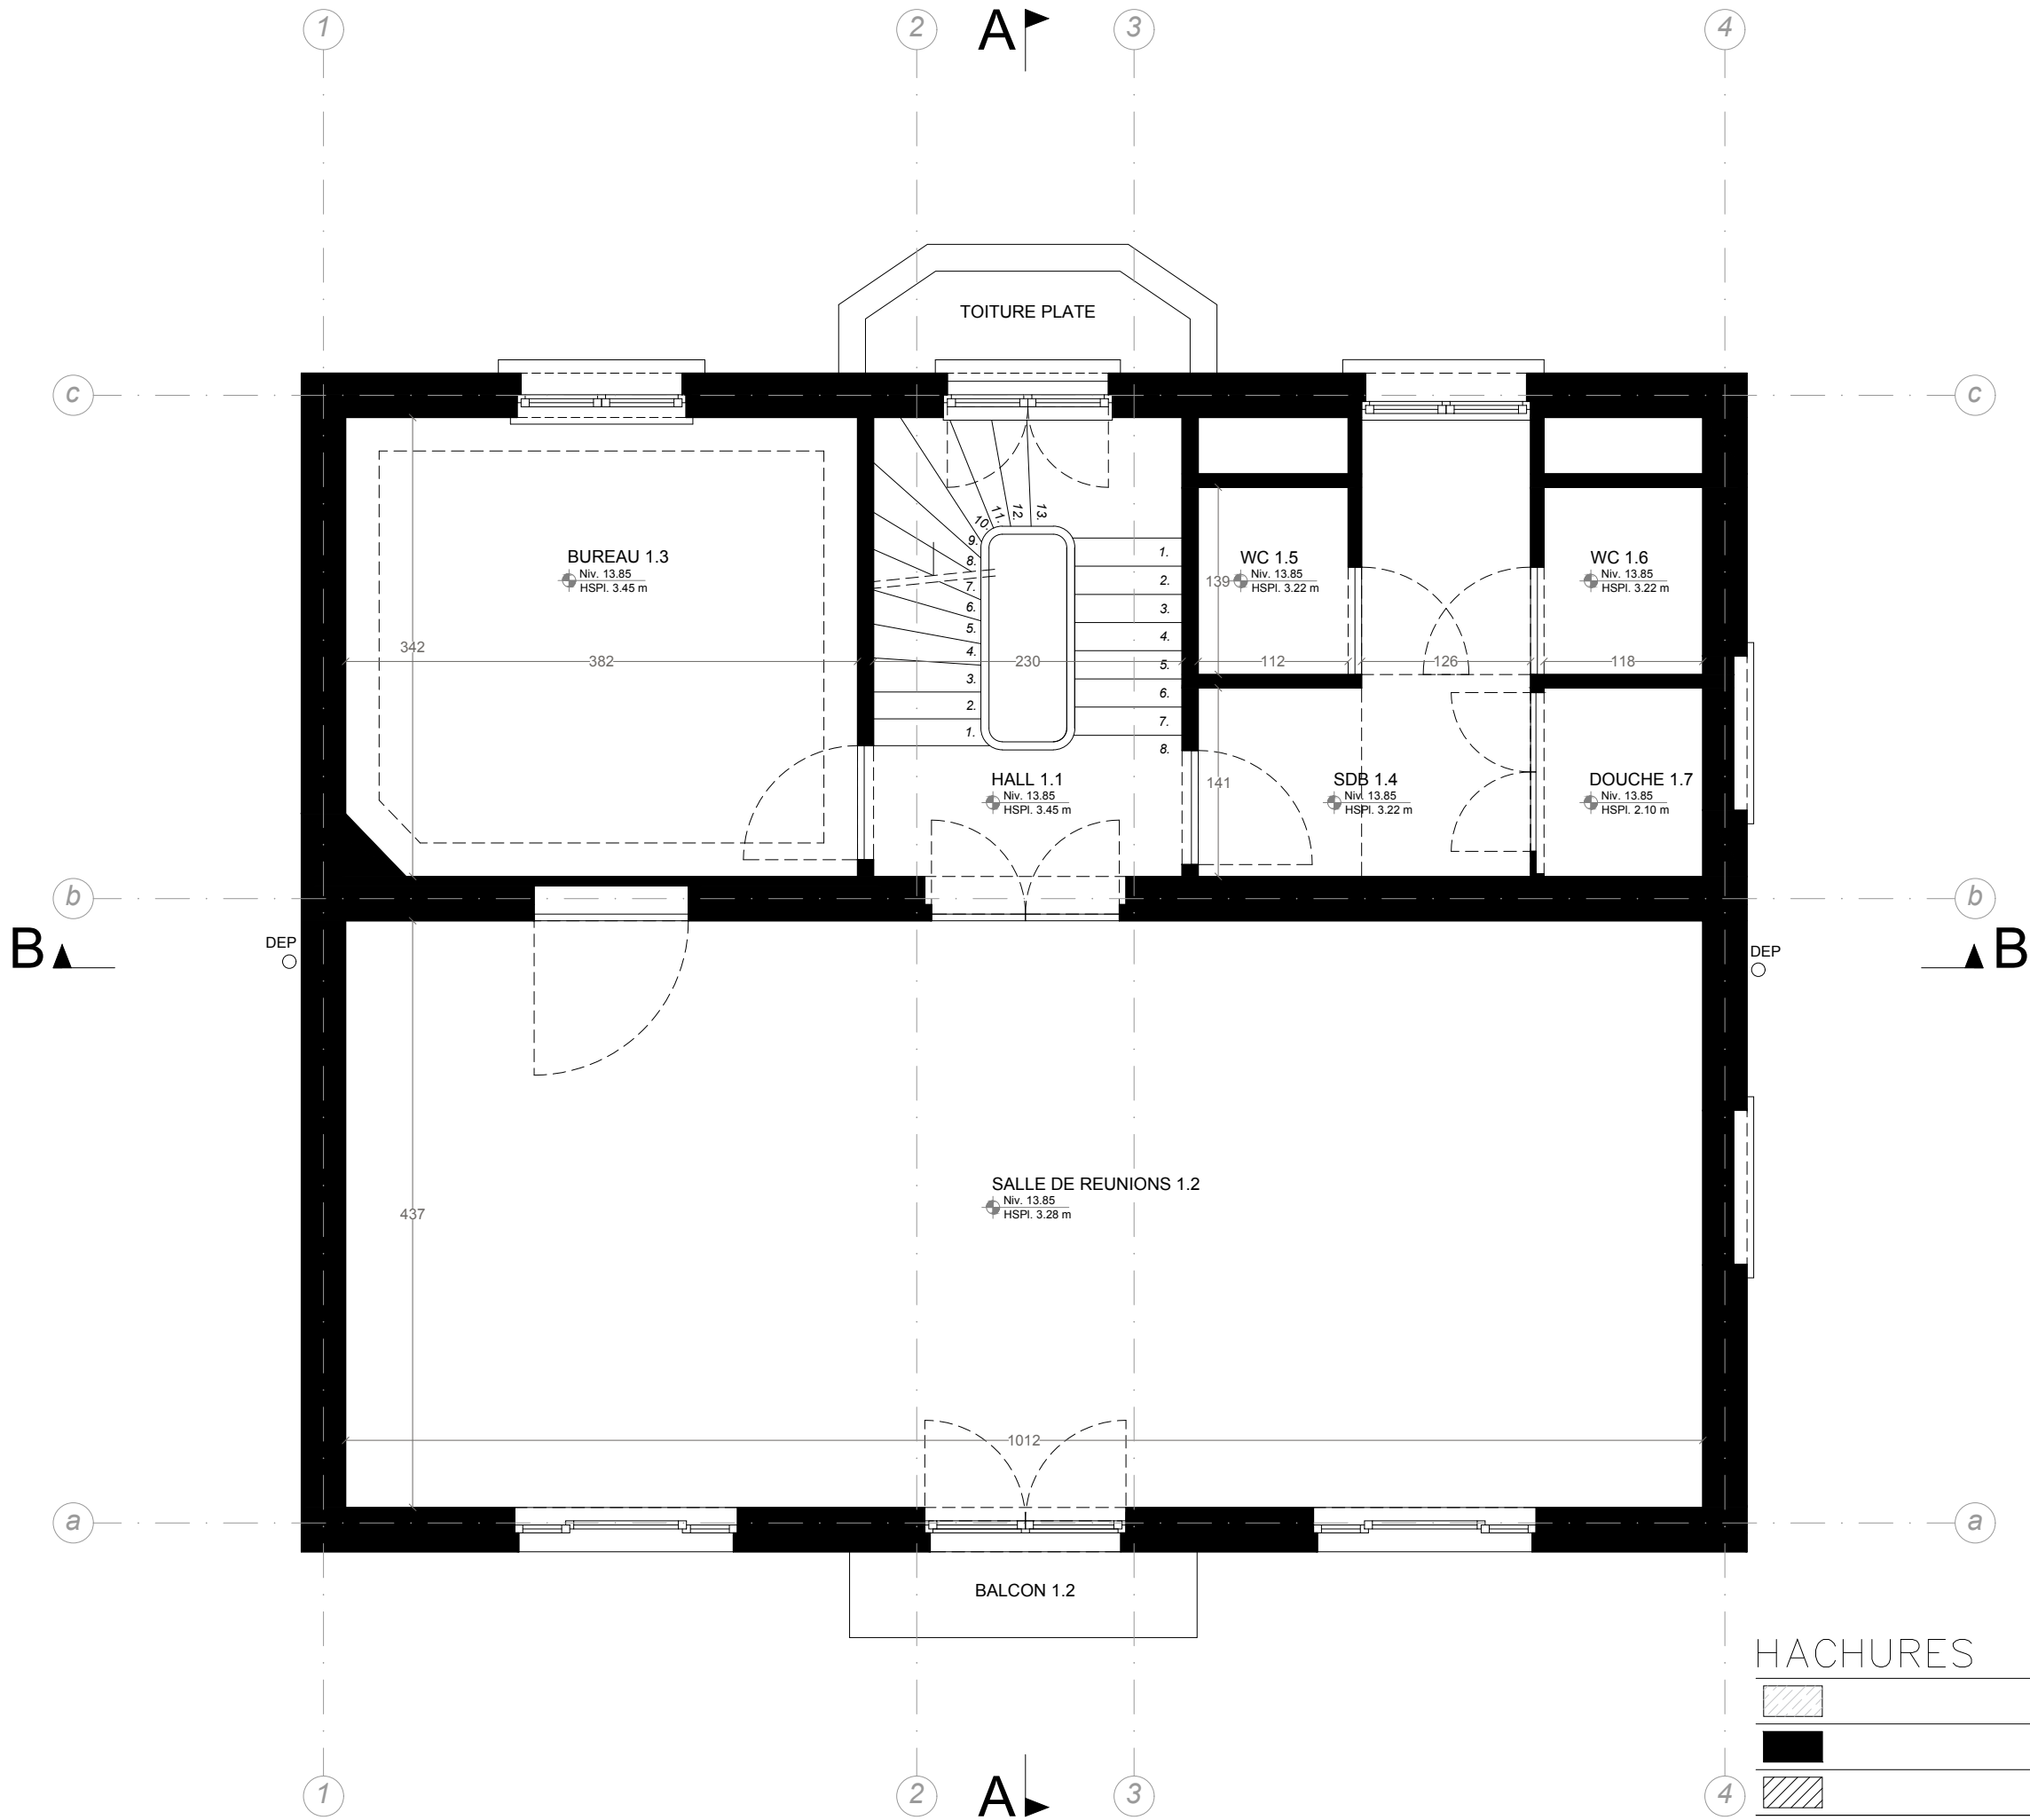 1
2
A
3
4
TOITURE PLATE
c
c
13.
12.
11.
10.
9.
8.
7.
6.
5.
4.
3.
2.
1.
1.
2.
3.
4.
5.
6.
7.
8.
BUREAU 1.3
Niv. 13.85
HSPl. 3.45 m
WC 1.5
Niv. 13.85
HSPl. 3.22 m
WC 1.6
Niv. 13.85
HSPl. 3.22 m
139
342
382
230
112
126
118
HALL 1.1
Niv. 13.85
HSPl. 3.45 m
141
SDB 1.4
Niv. 13.85
HSPl. 3.22 m
DOUCHE 1.7
Niv. 13.85
HSPl. 2.10 m
b
b
B
DEP
DEP
B
SALLE DE REUNIONS 1.2
Niv. 13.85
HSPl. 3.28 m
437
1012
a
a
BALCON 1.2
HACHURES
1
2
A
3
4